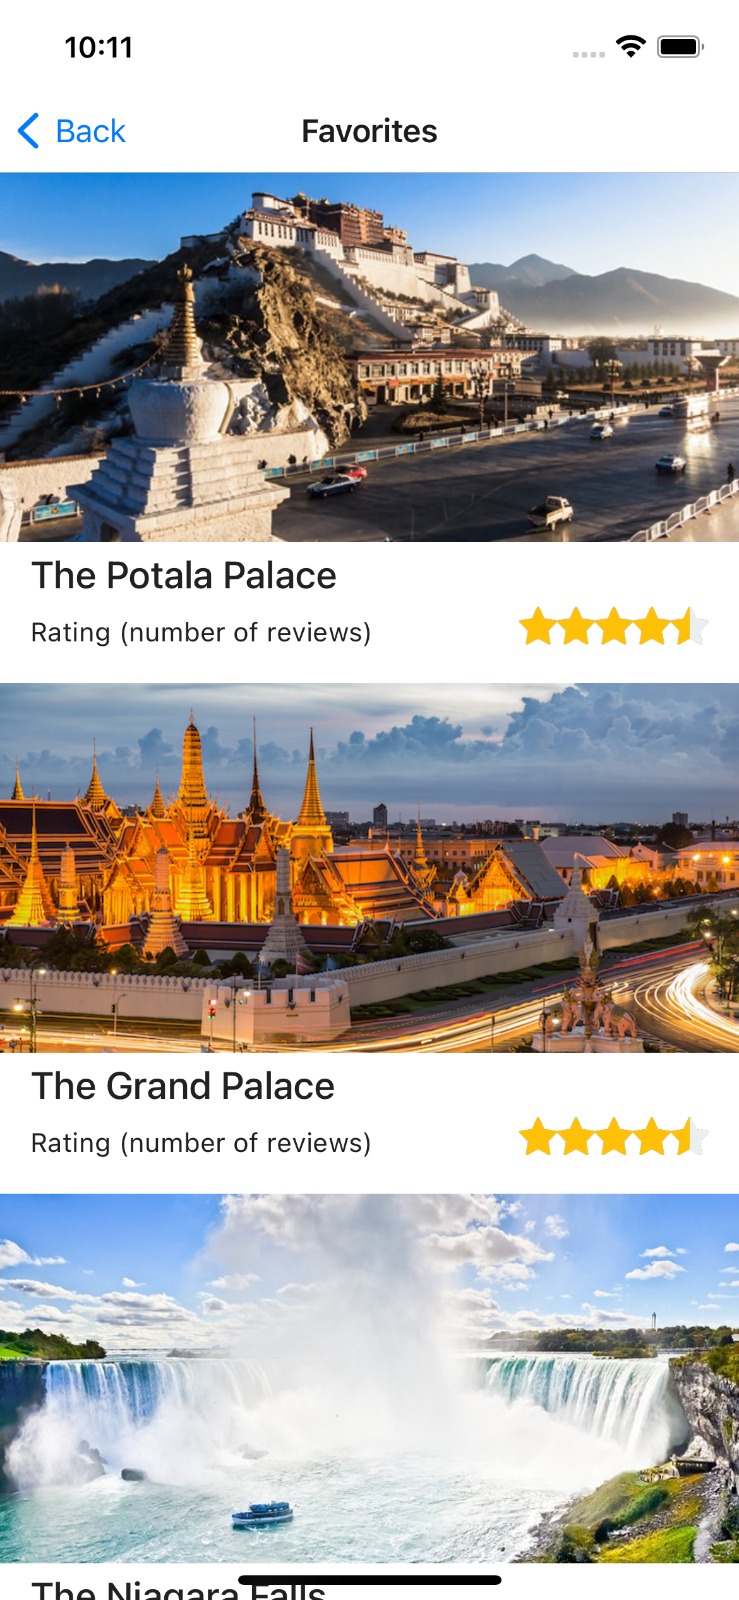 10:11
Back
Favorites
The Potala Palace
Rating (number of reviews)
The Grand Palace
Rating (number of reviews)
The Niagara Falls